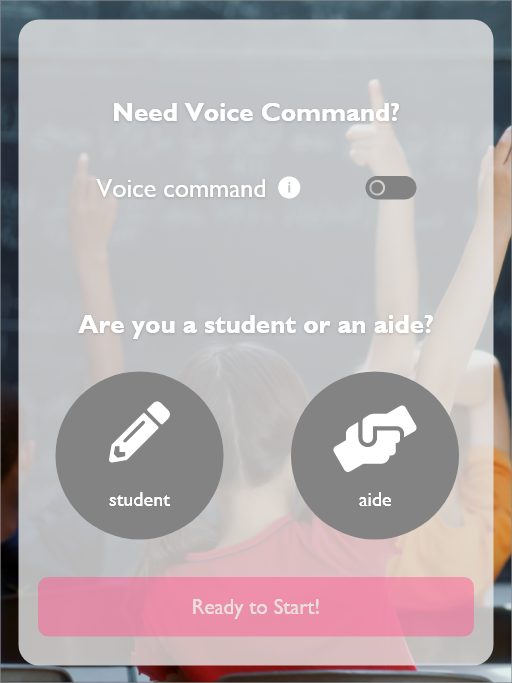 Need Voice Command?
Voice command i
Are you a student or an aide?
student
aide
Ready to Start!